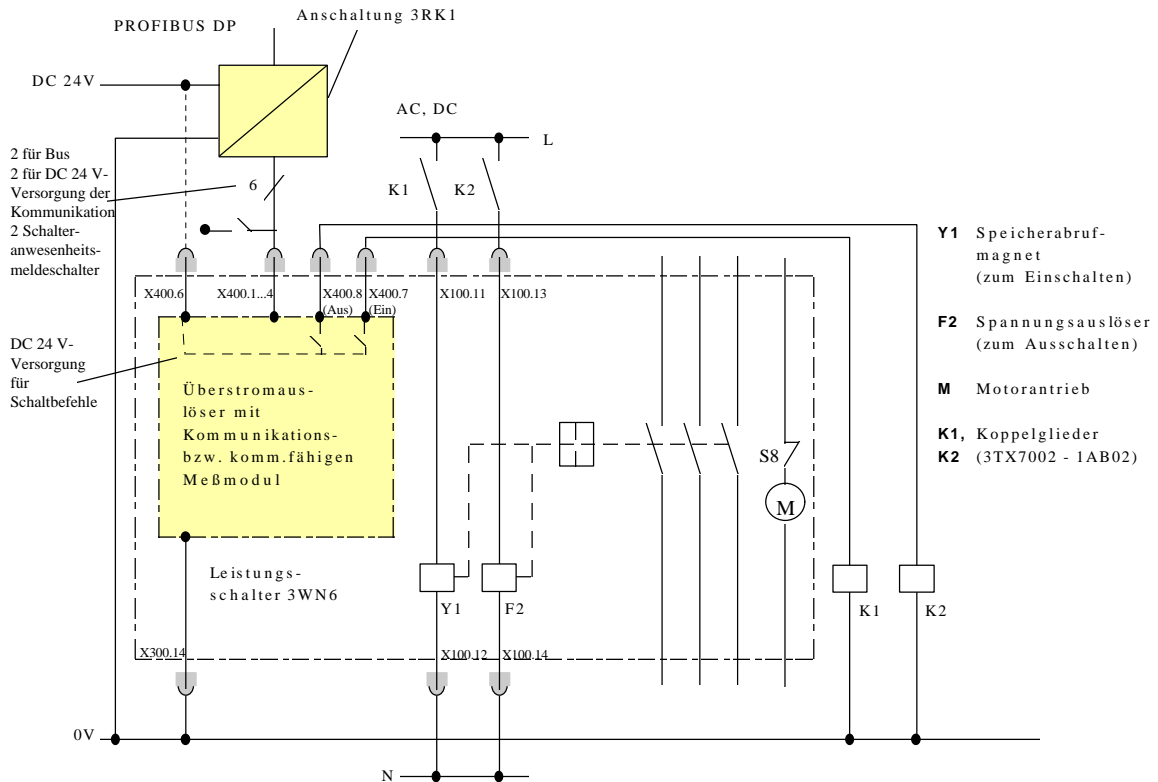 Anschaltung 3RK1
PROFIBUS DP
DC 24V
AC, DC
L
2 für Bus
2 für DC 24 V-
Versorgung der
Kommunikation
2 Schalter-
anwesenheits-
meldeschalter
6
K1
K2
Y1 Speicherabruf-
magnet
(zum Einschalten)
F2 Spannungsauslöser
(zum Ausschalten)
M Motorantrieb
K1, Koppelglieder
K2 (3TX7002 - 1AB02)
X400.6
X400.1...4
X400.8
(Aus)
X400.7
(Ein)
X100.11
X100.13
DC 24 V-
Versorgung
für
Schaltbefehle
Überstromaus-
löser mit
Kommunikations-
bzw. komm.fähigen
Meßmodul
S8
M
Leistungs-
schalter 3WN6
Y1
F2
K1
K2
X300.14
X100.12
X100.14
0V
N